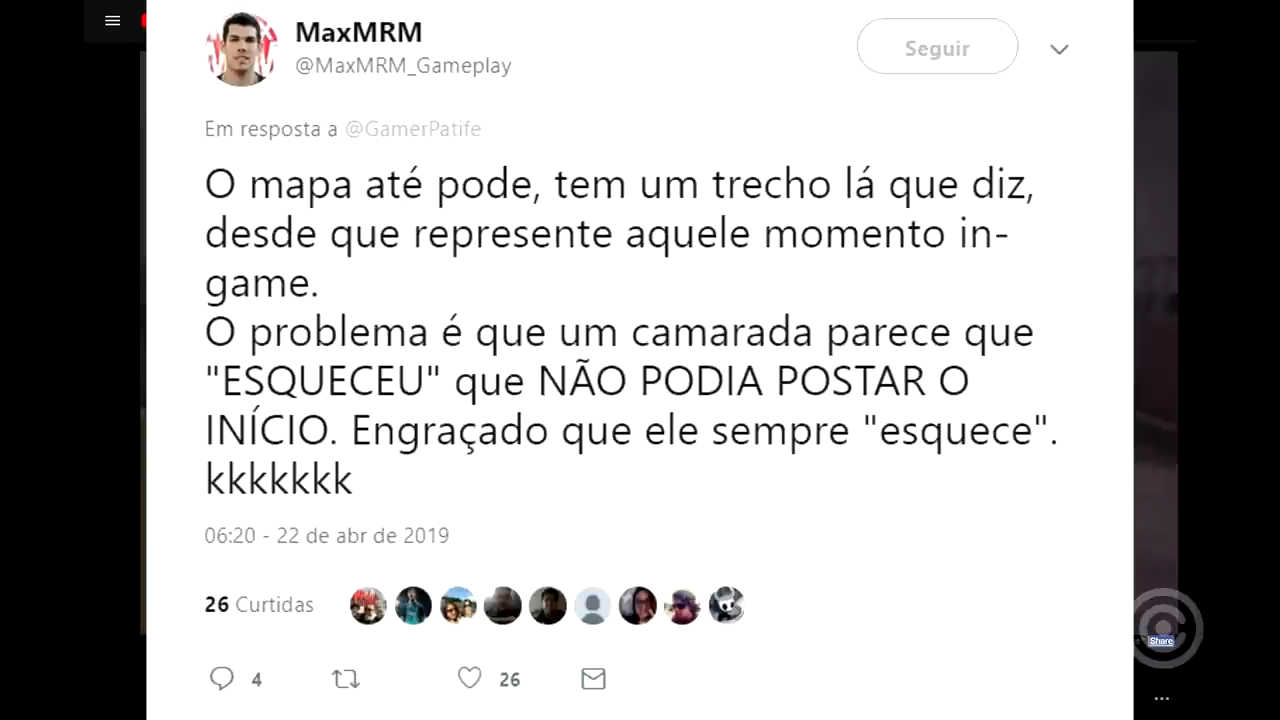 MaxMRM
@MaxMRM_Gameplay
Seguir
Em resposta a @GamerPatife
O mapa até pode, tem um trecho lá que diz,
desde que represente aquele momento in-
game.
O problema é que um camarada parece que
"ESQUECEU" que NÃO PODIA POSTAR O
INÍCIO. Engraçado que ele sempre "esquece".
kkkkkkk
06:20 - 22 de abr de 2019
26 Curtidas
4
26
Share